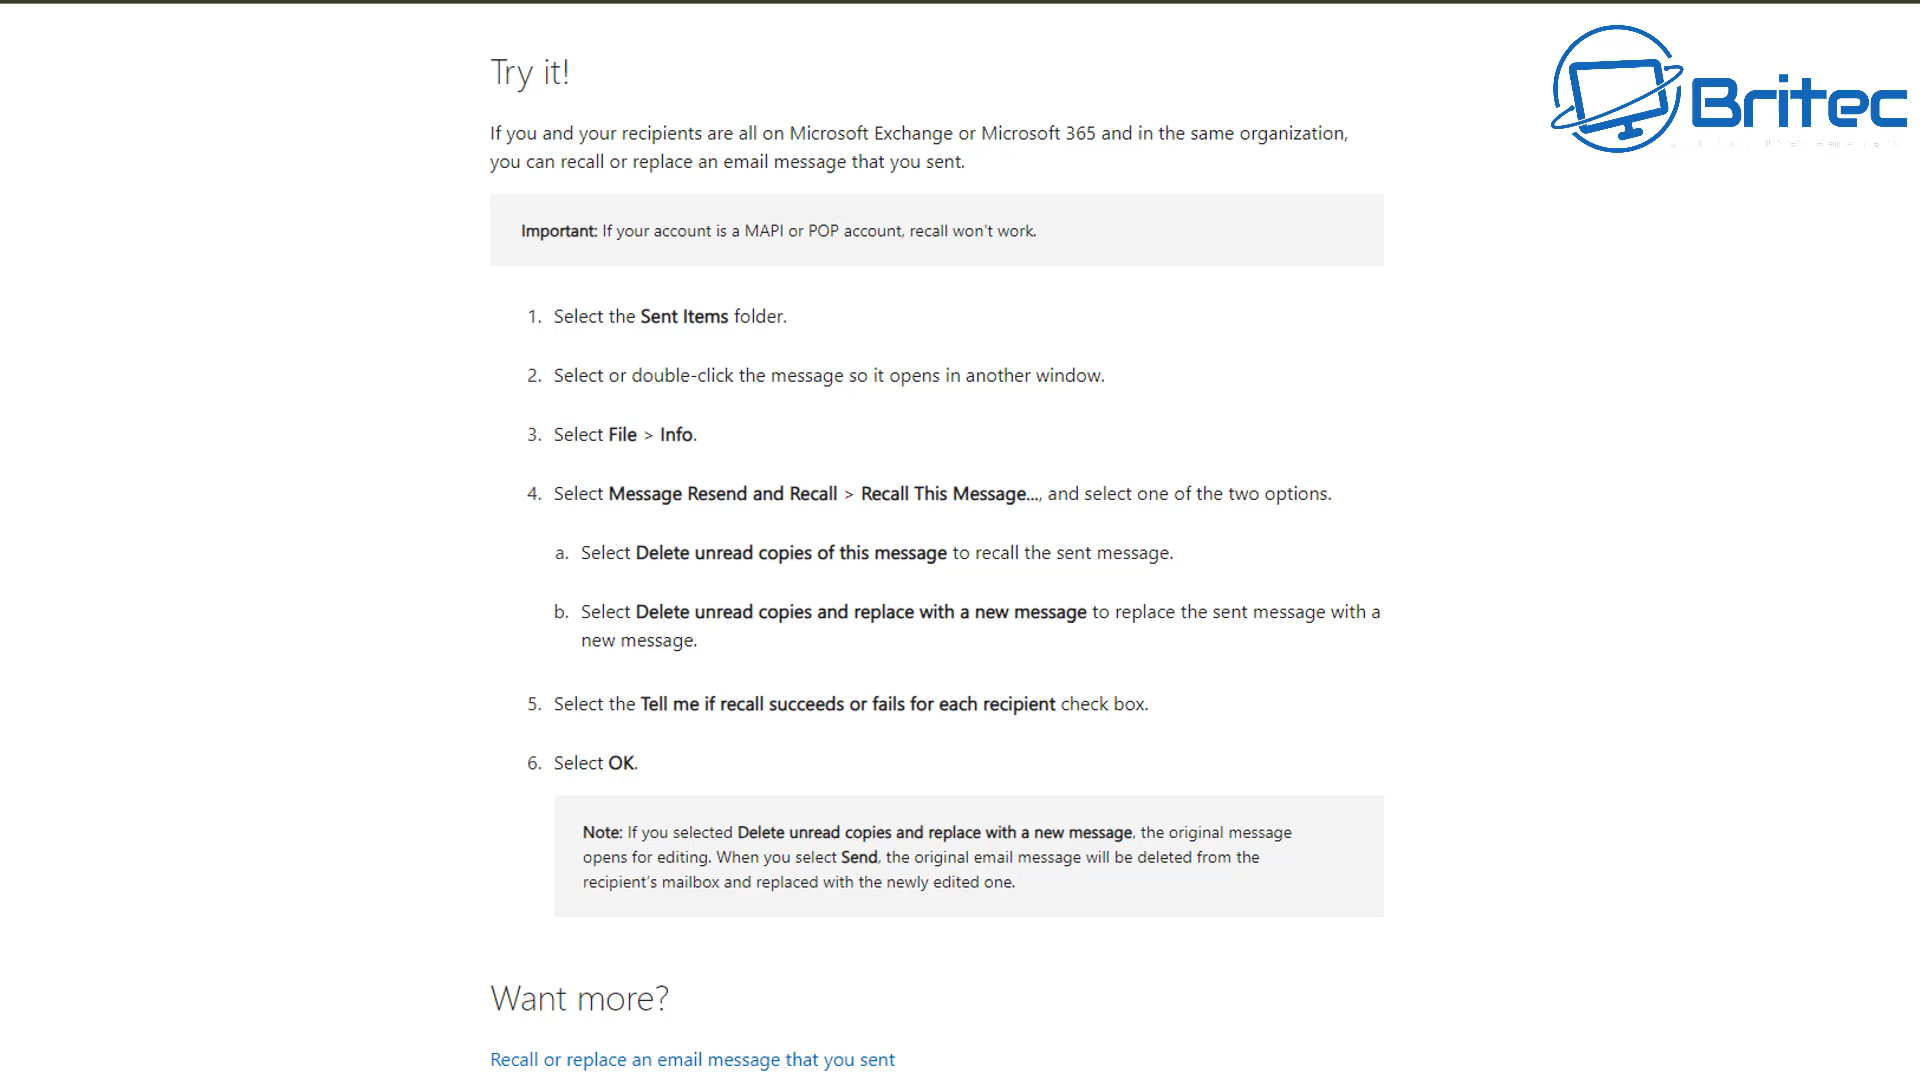 Try it!
Britec
If you and your recipients are all on Microsoft Exchange or Microsoft 365 and in the same organization,
you can recall or replace an email message that you sent.
Important: If your account is a MAPI or POP account, recall won't work.
1. Select the Sent Items folder.
2. Select or double-click the message so it opens in another window.
3. Select File > Info.
4. Select Message Resend and Recall > Recall This Message..., and select one of the two options.
a. Select Delete unread copies of this message to recall the sent message.
b. Select Delete unread copies and replace with a new message to replace the sent message with a
new message.
5. Select the Tell me if recall succeeds or fails for each recipient check box.
6. Select OK.
Note: If you selected Delete unread copies and replace with a new message, the original message
opens for editing. When you select Send, the original email message will be deleted from the
recipient's mailbox and replaced with the newly edited one.
Want more?
Recall or replace an email message that you sent